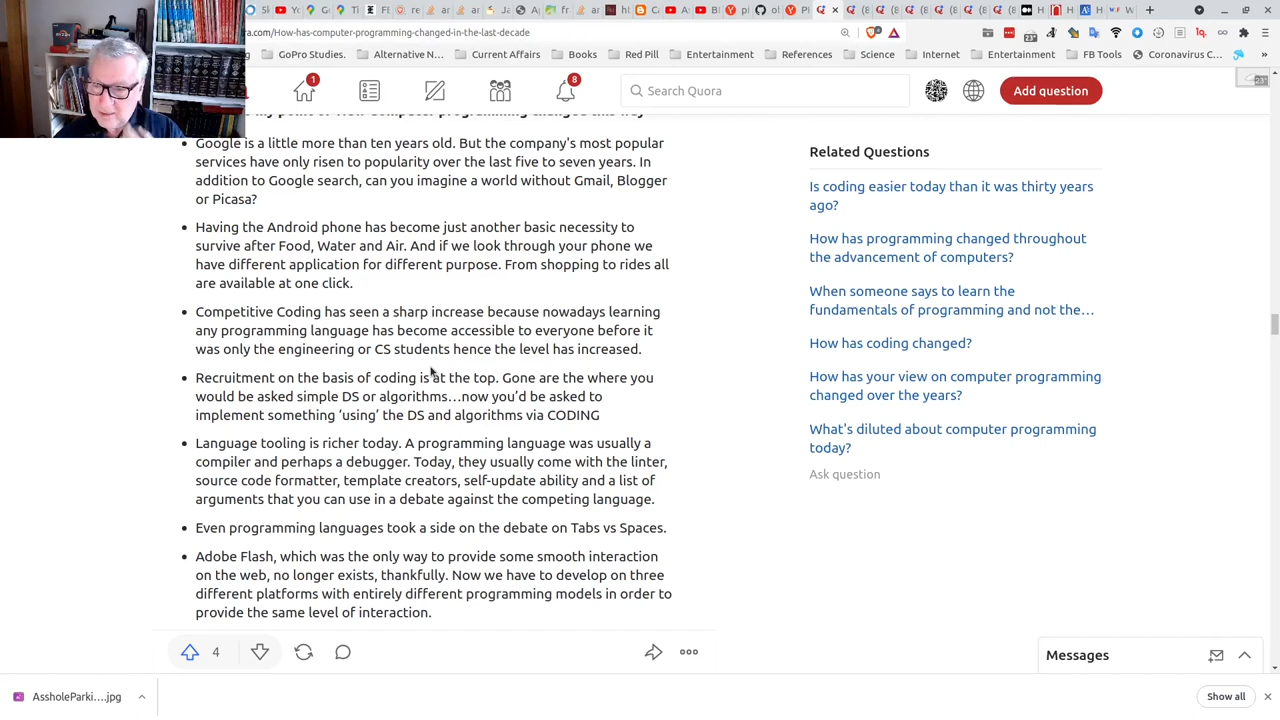 ra.com/How-has-computer-programming-changed-in-the-last-decade
GoPro Studios.
Alternative N...
Current Affairs
Books
Red Pill
Entertainment
References
Science
Internet
Entertainment
FB Tools
Coronavirus C...
1
8
Search Quora
Add question
23°
Google is a little more than ten years old. But the company's most popular
services have only risen to popularity over the last five to seven years. In
addition to Google search, can you imagine a world without Gmail, Blogger
or Picasa?
Having the Android phone has become just another basic necessity to
survive after Food, Water and Air. And if we look through your phone we
have different application for different purpose. From shopping to rides all
are available at one click.
Competitive Coding has seen a sharp increase because nowadays learning
any programming language has become accessible to everyone before it
was only the engineering or CS students hence the level has increased.
Recruitment on the basis of coding is at the top. Gone are the where you
would be asked simple DS or algorithms...now you'd be asked to
implement something 'using' the DS and algorithms via CODING
Language tooling is richer today. A programming language was usually a
compiler and perhaps a debugger. Today, they usually come with the linter,
source code formatter, template creators, self-update ability and a list of
arguments that you can use in a debate against the competing language.
Even programming languages took a side on the debate on Tabs vs Spaces.
Adobe Flash, which was the only way to provide some smooth interaction
on the web, no longer exists, thankfully. Now we have to develop on three
different platforms with entirely different programming models in order to
provide the same level of interaction.
4
Related Questions
Is coding easier today than it was thirty years
ago?
How has programming changed throughout
the advancement of computers?
When someone says to learn the
fundamentals of programming and not the...
How has coding changed?
How has your view on computer programming
changed over the years?
What's diluted about computer programming
today?
Ask question
Messages
AssholeParki....jpg
Show all